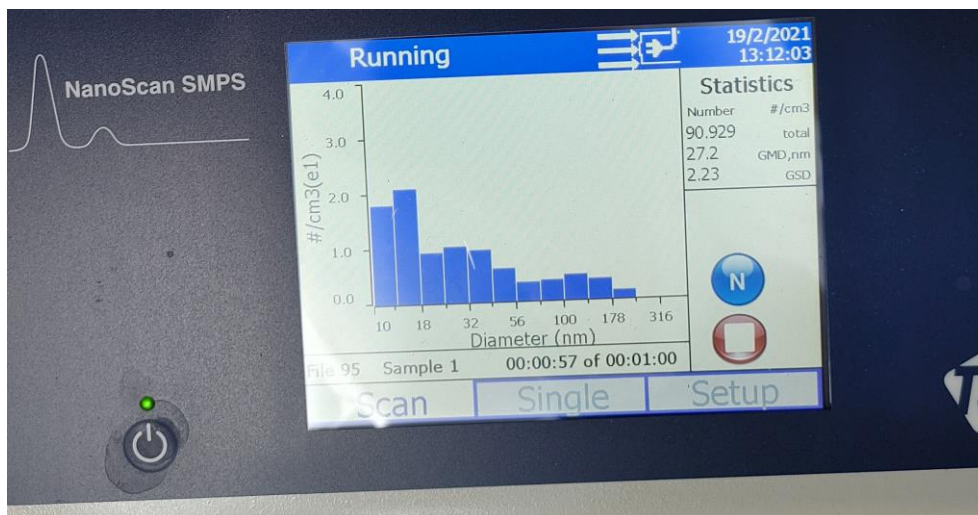 NanoScan SMPS
Running
19/2/2021
13:12:03
4.0
3.0
2.0
1.0
0.0
#/cm3(e1)
10 18 32 56 100 178 316
Diameter (nm)
Statistics
Number #/cm3
90.929 total
27.2 GMD,nm
2.23 GSD
N
File 95 Sample 1 00:00:57 of 00:01:00
Scan Single Setup